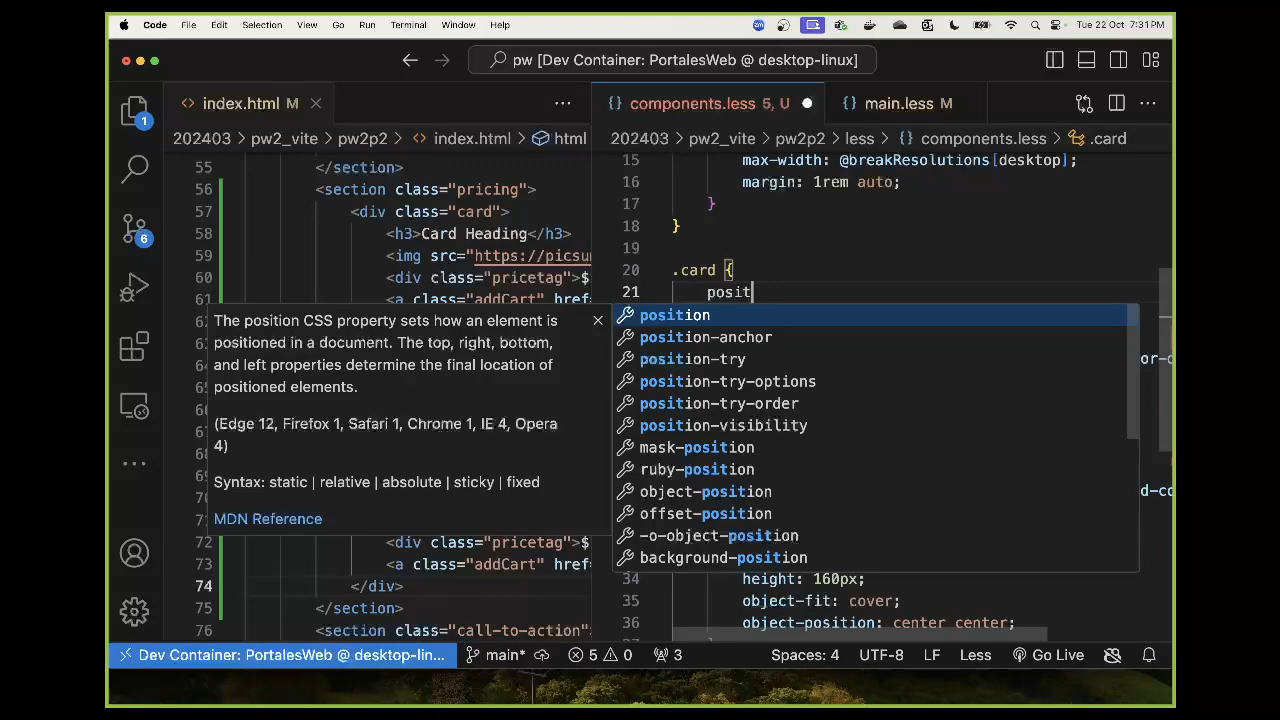 Code File Edit Selection View Go Run Terminal Window Help Tue 22 Oct 7:31 PM
pw [Dev Container: PortalesWeb @ desktop-linux]
index.html M
202403 > pw2_vite > pw2p2 > index.html > html
55 </section>
56 <section class="pricing">
57 <div class="card">
58 <h3>Card Heading</h3>
59 <img src="https://picsu
60 <div class="pricetag">$
61 <a class="addCart" href
The position CSS property sets how an element is
positioned in a document. The top, right, bottom,
and left properties determine the final location of
positioned elements.
(Edge 12, Firefox 1, Safari 1, Chrome 1, IE 4, Opera
4)
Syntax: static | relative | absolute | sticky | fixed
MDN Reference
72 <div class="pricetag">$
73 <a class="addCart" href
74 </div>
75 </section>
76 <section class="call-to-action"
components.less 5, U
main.less M
202403 > pw2_vite > pw2p2 > less > components.less > .card
15 max-width: @breakResolutions[desktop];
16 margin: 1rem auto;
17 }
18 }
19
20 .card {
21 posit
position
position-anchor
position-try
position-try-options
position-try-order
position-visibility
mask-position
ruby-position
object-position
offset-position
-o-object-position
background-position
34 height: 160px;
35 object-fit: cover;
36 object-position: center center;
1
6
Dev Container: PortalesWeb @ desktop-lin... main* 5 0 3 Spaces: 4 UTF-8 LF Less Go Live